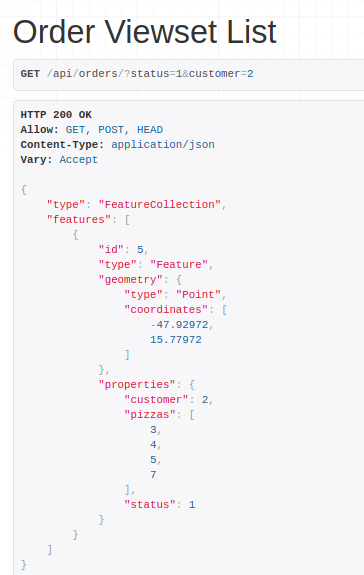 Order Viewset List
GET /api/orders/?status=1&customer=2
HTTP 200 OK
Allow: GET, POST, HEAD
Content-Type: application/json
Vary: Accept
{
    "type": "FeatureCollection",
    "features": [
        {
            "id": 5,
            "type": "Feature",
            "geometry": {
                "type": "Point",
                "coordinates": [
                    -47.92972,
                    15.77972
                ]
            },
            "properties": {
                "customer": 2,
                "pizzas": [
                    3,
                    4,
                    5,
                    7
                ],
                "status": 1
            }
        }
    ]
}